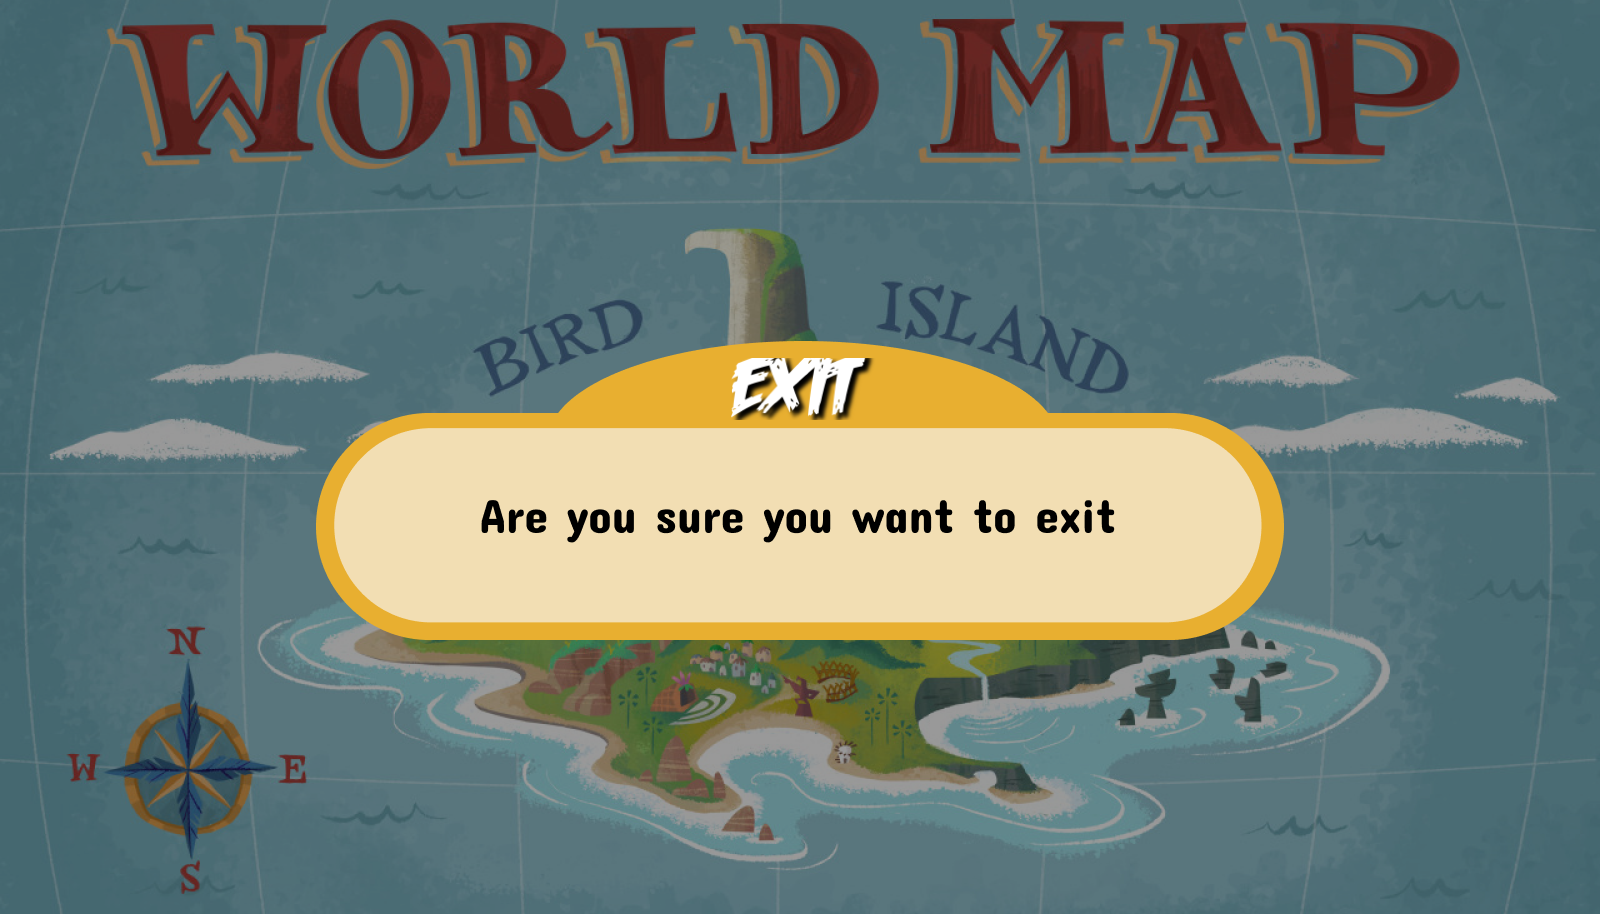 WORLD MAP
BIRD ISLAND
EXIT
Are you sure you want to exit
N
W E
S